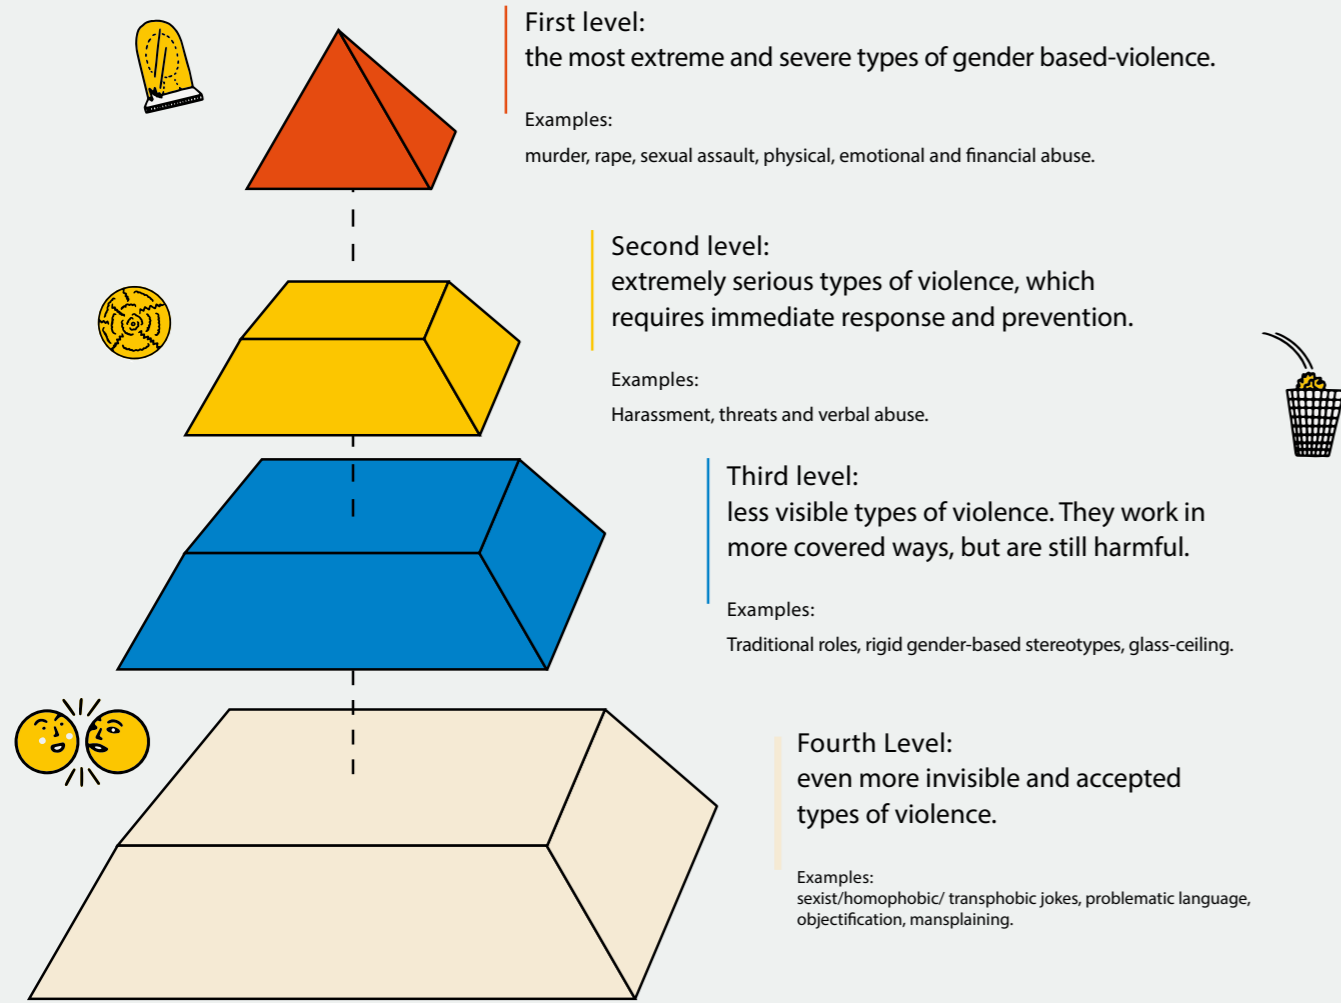 First level:
the most extreme and severe types of gender based-violence.
Examples:
murder, rape, sexual assault, physical, emotional and financial abuse.
Second level:
extremely serious types of violence, which
requires immediate response and prevention.
Examples:
Harassment, threats and verbal abuse.
Third level:
less visible types of violence. They work in
more covered ways, but are still harmful.
Examples:
Traditional roles, rigid gender-based stereotypes, glass-ceiling.
Fourth Level:
even more invisible and accepted
types of violence.
Examples:
sexist/homophobic/ transphobic jokes, problematic language,
objectification, mansplaining.